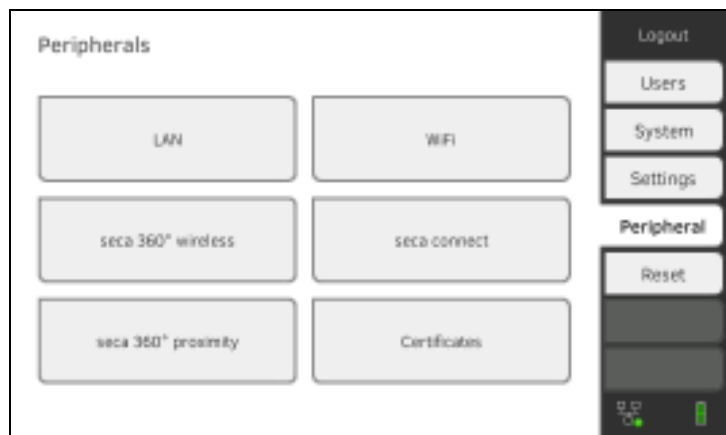 Peripherals
LAN
WiFi
seca 360° wireless
seca connect
seca 360° proximity
Certificates
Logout
Users
System
Settings
Peripheral
Reset